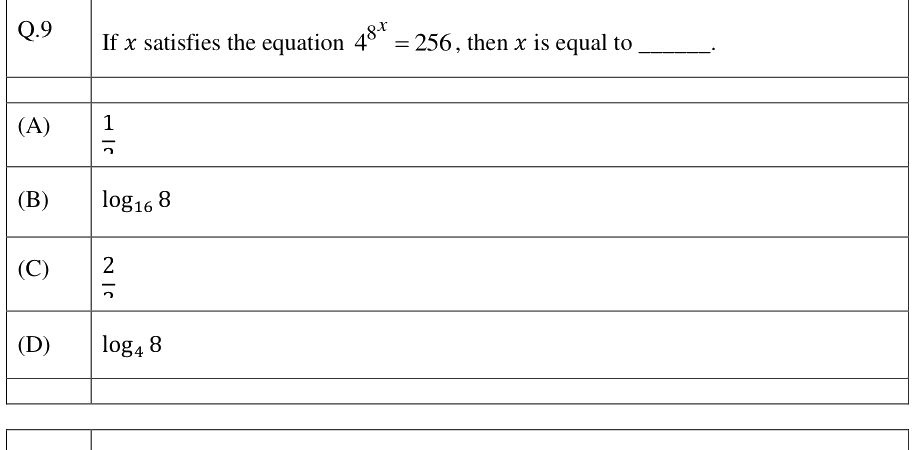 Q.9 If x satisfies the equation 4^{8^x} = 256, then x is equal to ______.
(A) 1
(B) log₁₆ 8
(C) 2
(D) log₄ 8